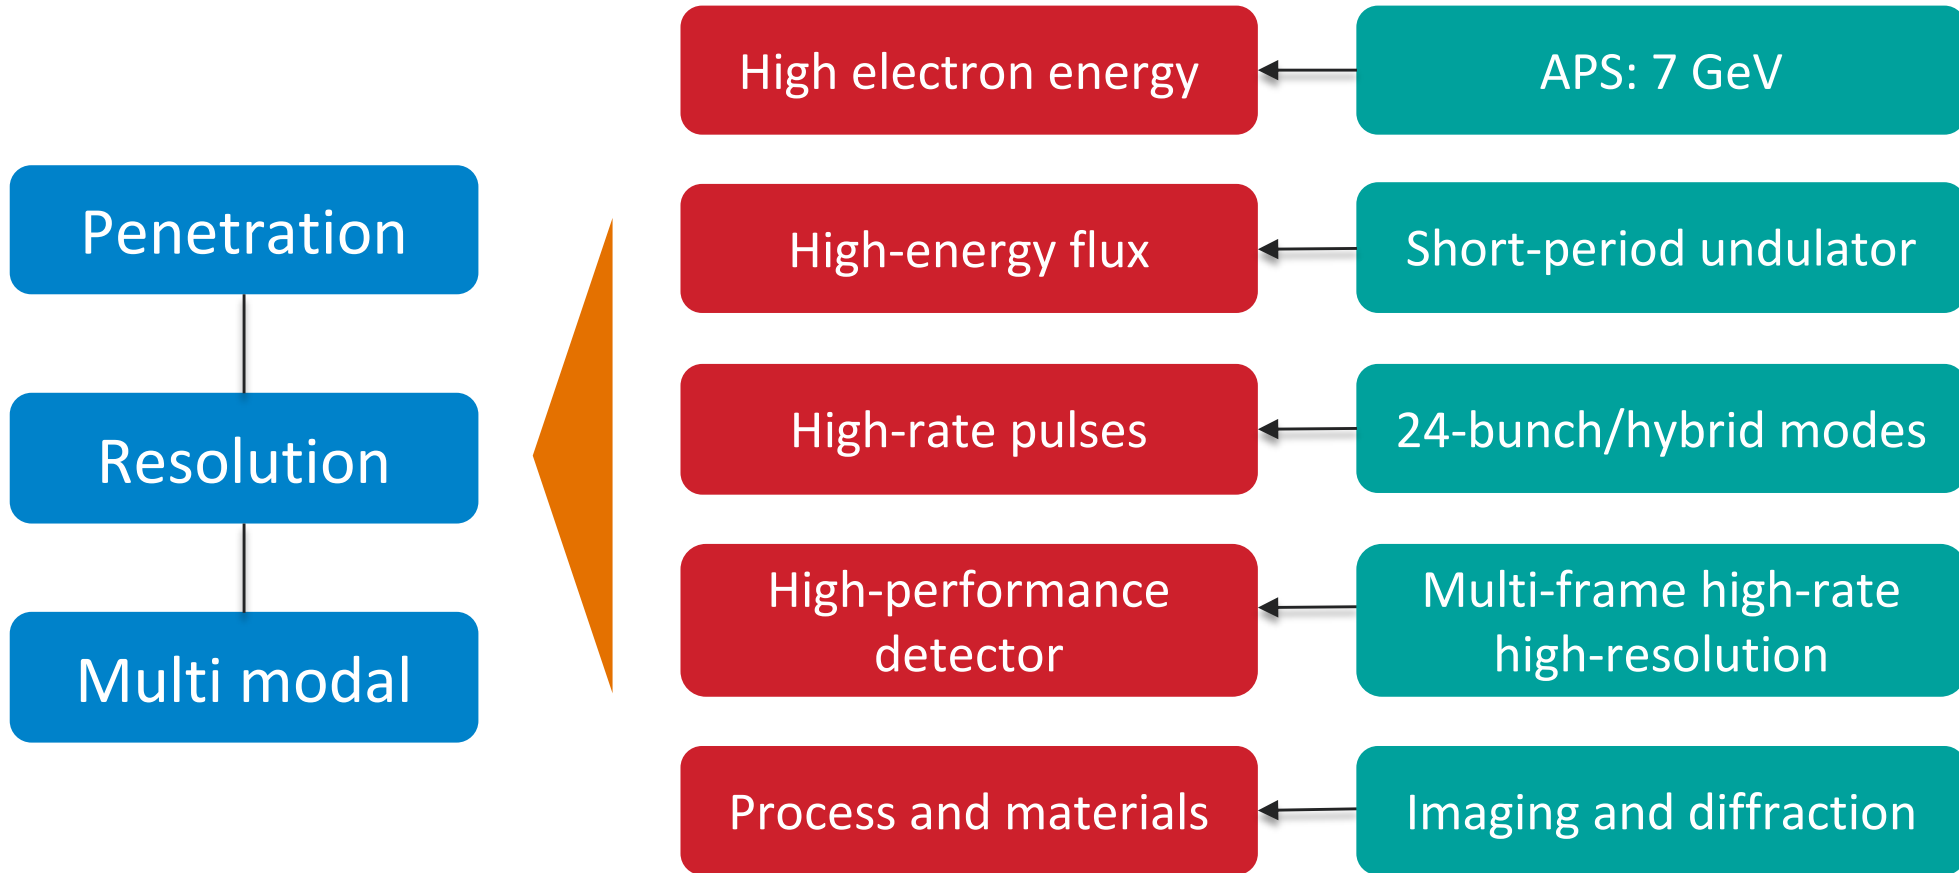 Penetration
Resolution
Multi modal
High electron energy
APS: 7 GeV
High-energy flux
Short-period undulator
High-rate pulses
24-bunch/hybrid modes
High-performance
detector
Multi-frame high-rate
high-resolution
Process and materials
Imaging and diffraction